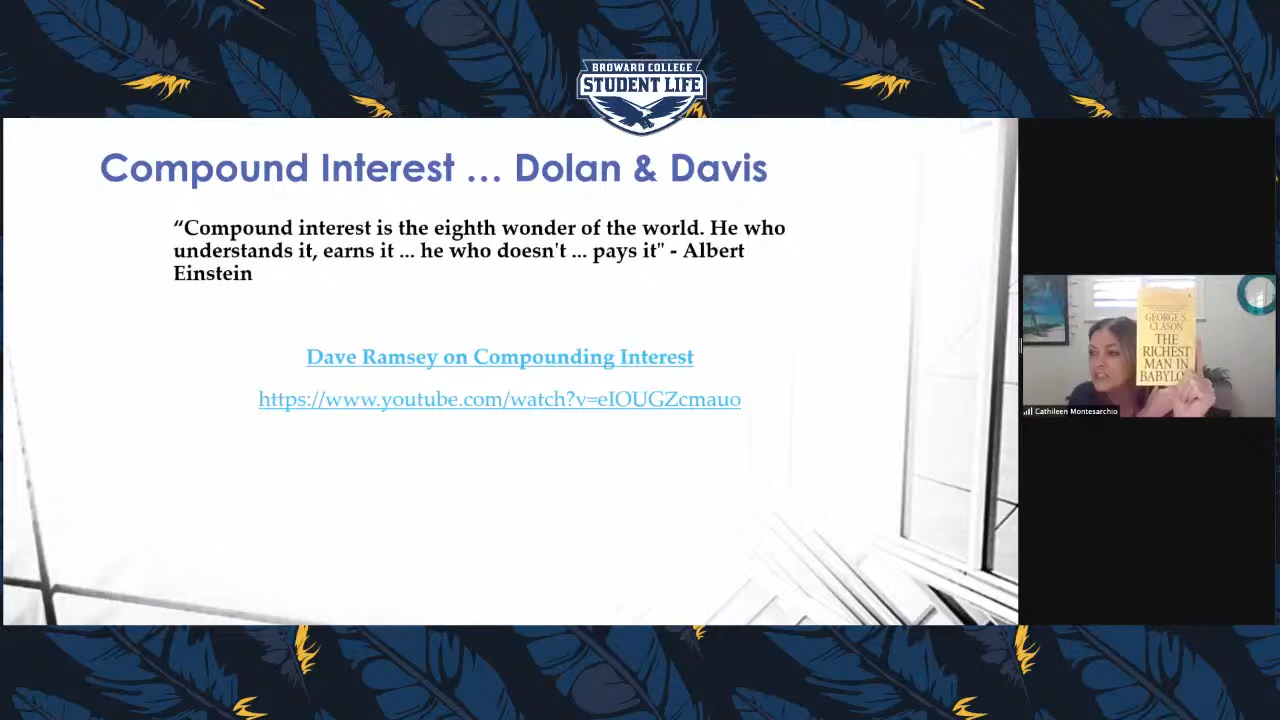 BROWARD COLLEGE
STUDENT LIFE
Compound Interest ... Dolan & Davis
“Compound interest is the eighth wonder of the world. He who
understands it, earns it ... he who doesn't ... pays it" - Albert
Einstein
Dave Ramsey on Compounding Interest
https://www.youtube.com/watch?v=eIOUGZcmauo
GEORGE S.
CLASON
THE
RICHEST
MAN IN
Cathileen Montesarchio